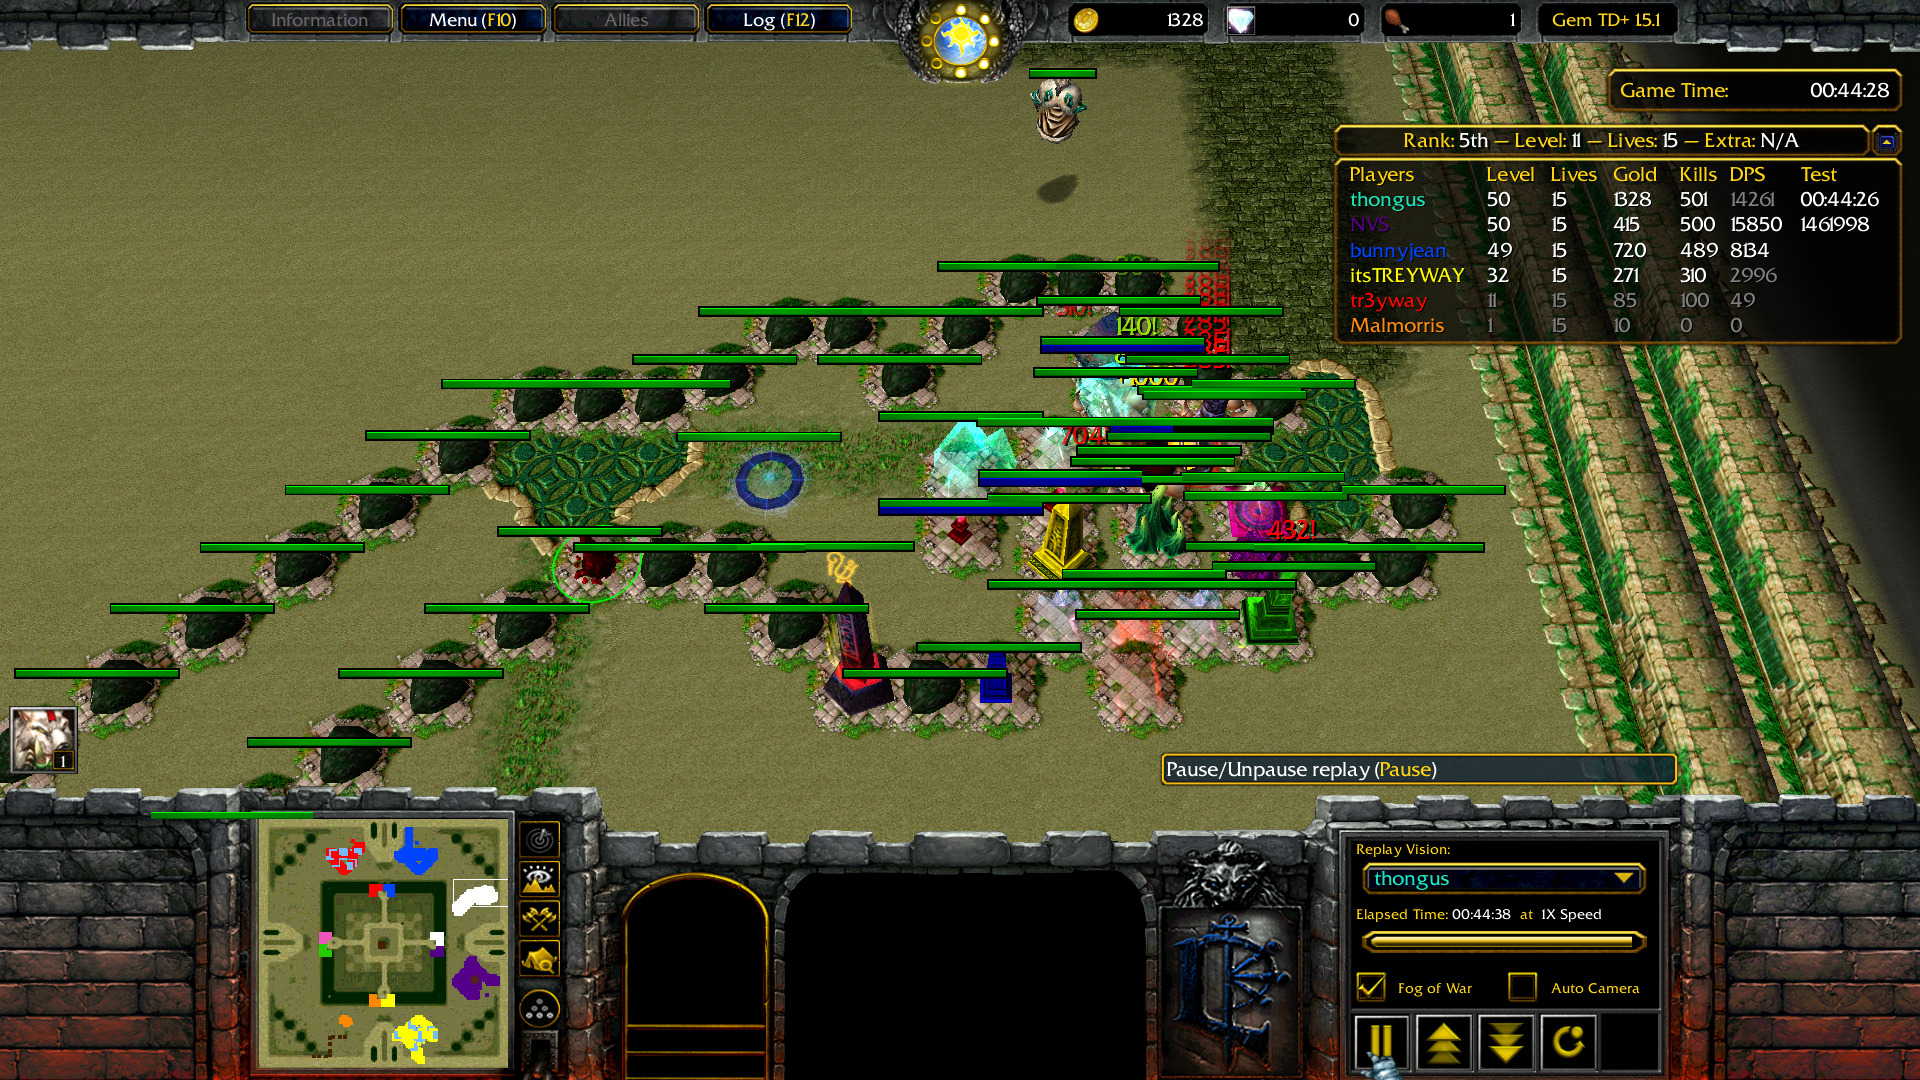 Information Menu (F10) Allies Log (F12) 1328 0 1 Gem TD+ 15.1
Game Time: 00:44:28
Rank: 5th – Level: 11 – Lives: 15 – Extra: N/A
Players Level Lives Gold Kills DPS Test
thongus 50 15 1328 501 14261 00:44:26
NVS 50 15 415 500 15850 1461998
bunnyjean 49 15 720 489 8134
itsTREYWAY 32 15 271 310 2996
tr3yway 11 15 85 100 49
Malmorris 1 15 10 0 0
140!
704!
482!
1
Pause/Unpause replay (Pause)
Replay Vision:
thongus
Elapsed Time: 00:44:38 at 1X Speed
Fog of War Auto Camera